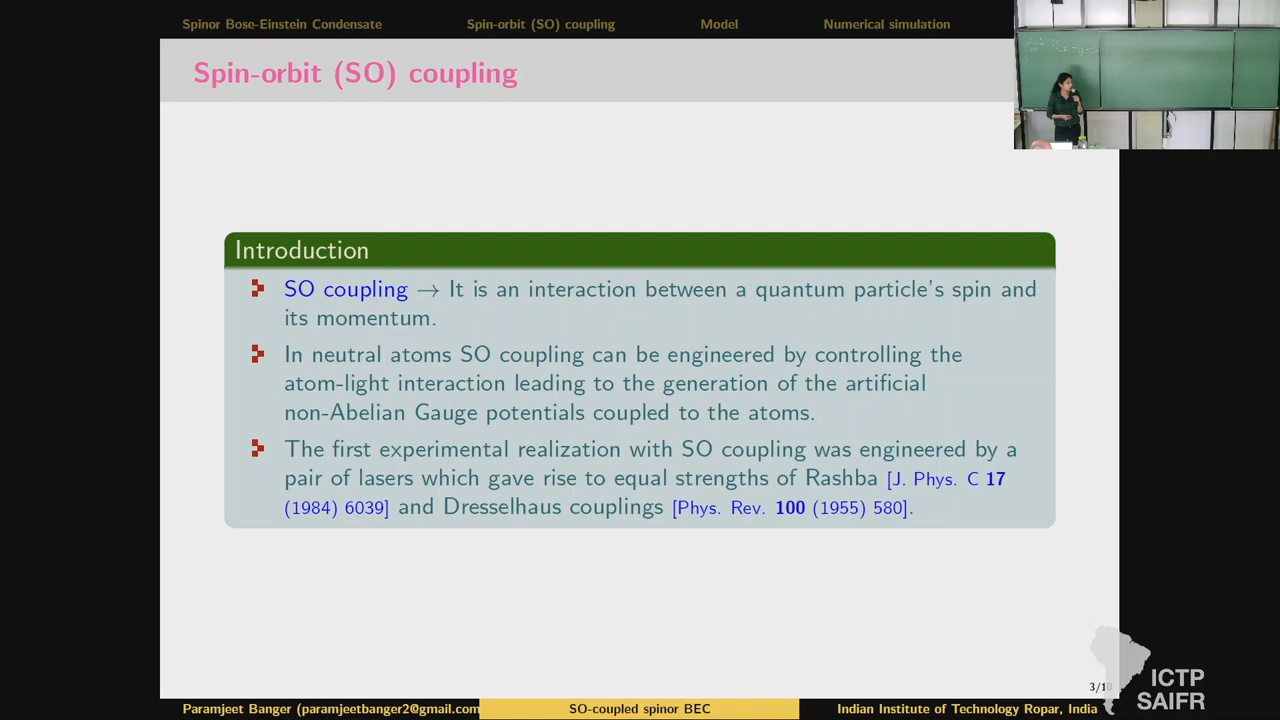 Spinor Bose-Einstein Condensate Spin-orbit (SO) coupling Model Numerical simulation
Spin-orbit (SO) coupling
Introduction
SO coupling → It is an interaction between a quantum particle's spin and
its momentum.
In neutral atoms SO coupling can be engineered by controlling the
atom-light interaction leading to the generation of the artificial
non-Abelian Gauge potentials coupled to the atoms.
The first experimental realization with SO coupling was engineered by a
pair of lasers which gave rise to equal strengths of Rashba [J. Phys. C 17
(1984) 6039] and Dresselhaus couplings [Phys. Rev. 100 (1955) 580].
3/10
ICTP
SAIFR
Paramjeet Banger (paramjeetbanger2@gmail.com SO-coupled spinor BEC Indian Institute of Technology Ropar, India